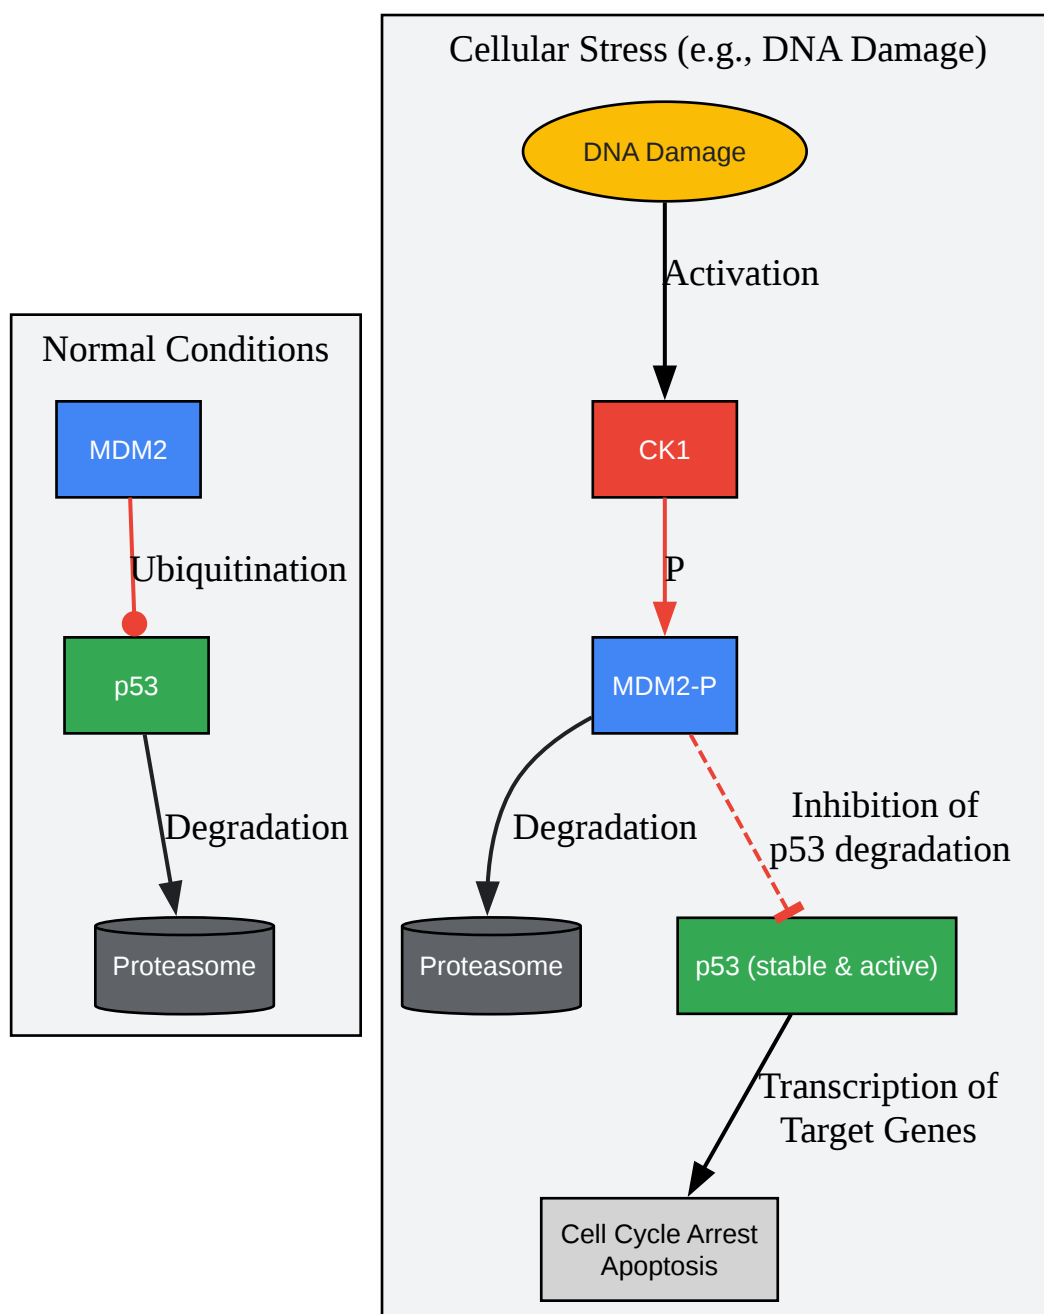 Normal Conditions
MDM2
Ubiquitination
p53
Degradation
Proteasome
Cellular Stress (e.g., DNA Damage)
DNA Damage
Activation
CK1
P
MDM2-P
Degradation
Inhibition of
p53 degradation
Proteasome
p53 (stable & active)
Transcription of
Target Genes
Cell Cycle Arrest
Apoptosis